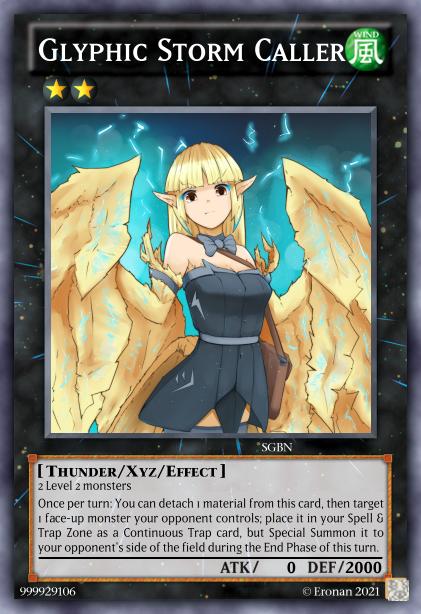 GLYPHIC STORM CALLER
WIND
風
SGBN
[ THUNDER/XYZ/EFFECT ]
2 Level 2 monsters
Once per turn: You can detach 1 material from this card, then target
1 face-up monster your opponent controls; place it in your Spell &
Trap Zone as a Continuous Trap card, but Special Summon it to
your opponent's side of the field during the End Phase of this turn.
ATK/ 0 DEF/2000
999929106 © Eronan 2021